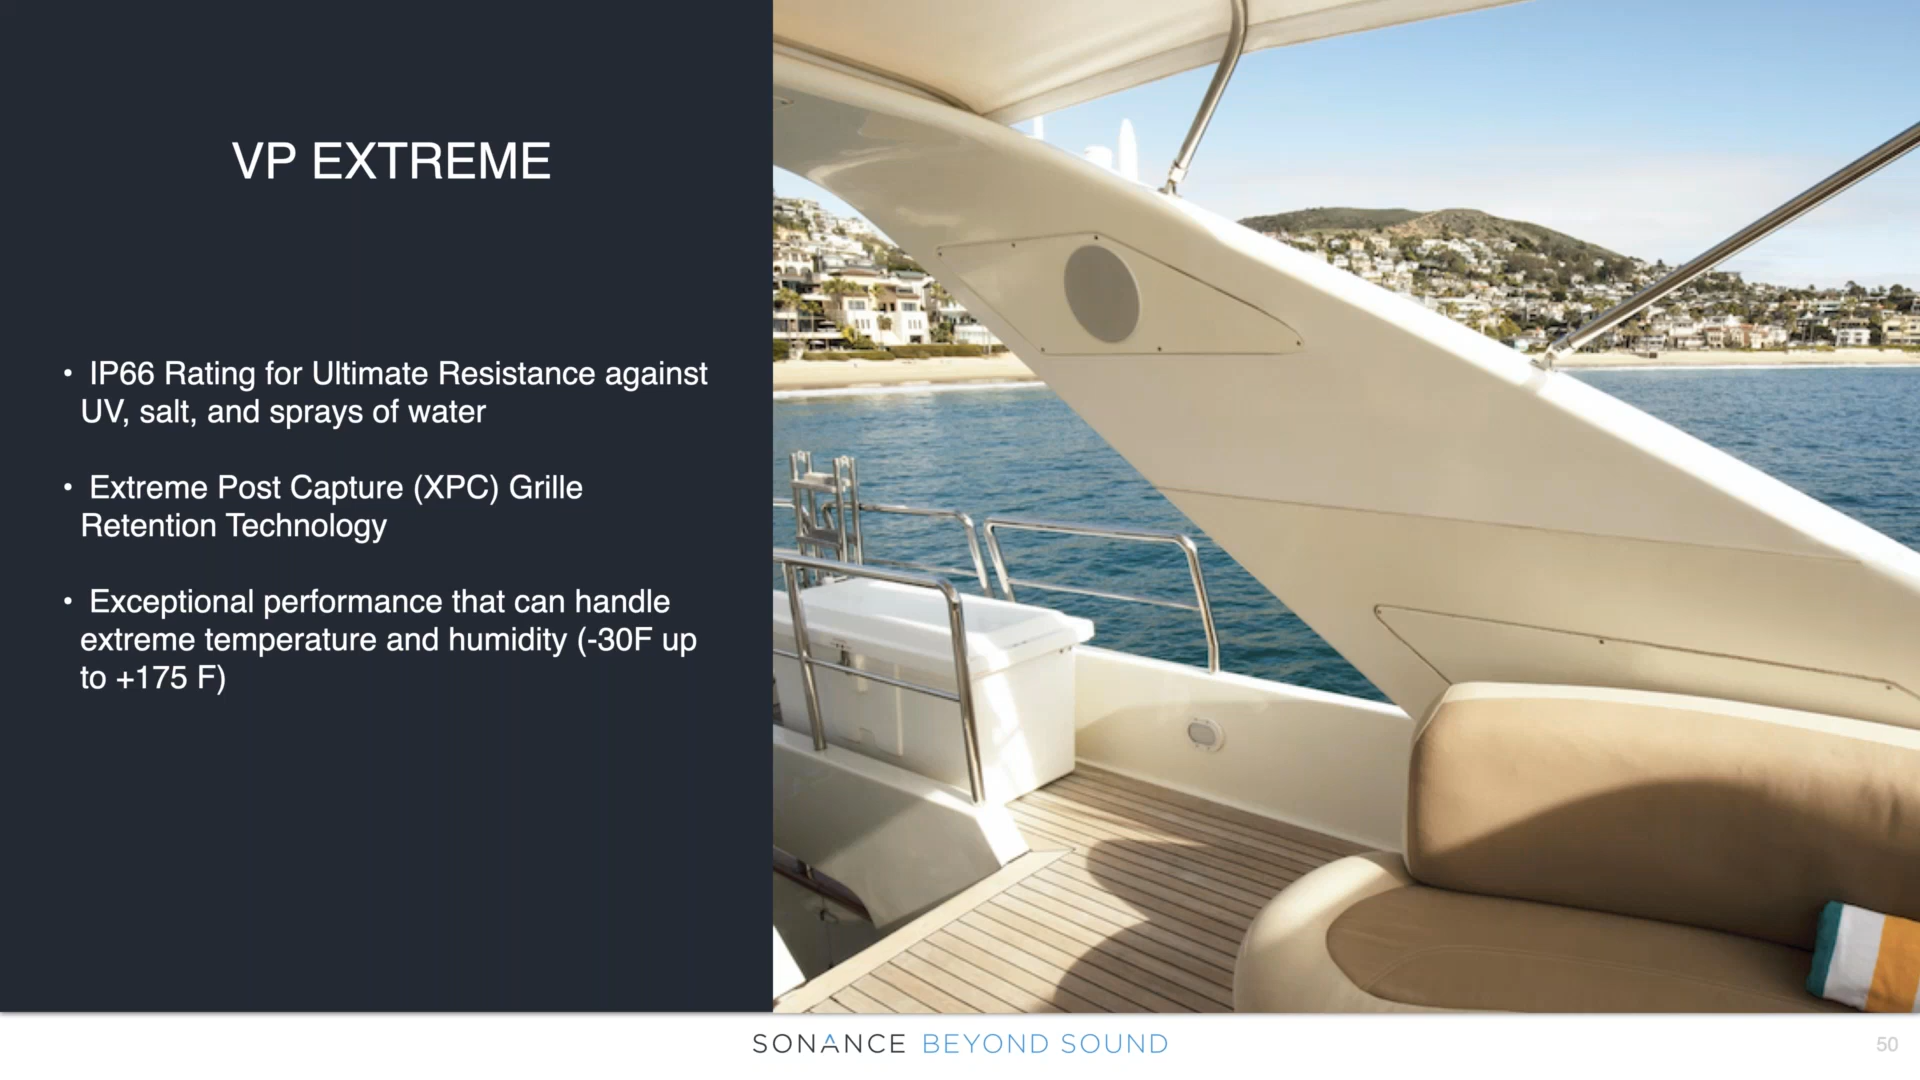 VP EXTREME
• IP66 Rating for Ultimate Resistance against
UV, salt, and sprays of water
• Extreme Post Capture (XPC) Grille
Retention Technology
• Exceptional performance that can handle
extreme temperature and humidity (-30F up
to +175 F)
SONANCE BEYOND SOUND
50